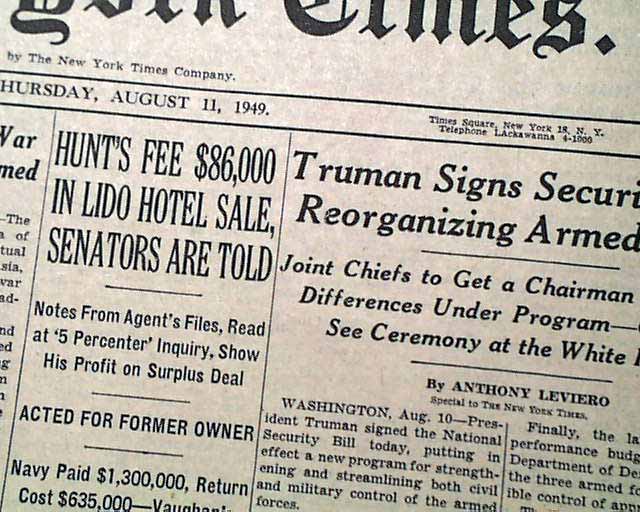 York Times.
by The New York Times Company.
HURSDAY, AUGUST 11, 1949.
Times Square, New York 18, N. Y.
Telephone LAckawanna 4-1000
War
med
—The
a of
tual
sia,
war
ad-
nd
ed
HUNT'S FEE $86,000
IN LIDO HOTEL SALE,
SENATORS ARE TOLD
Notes From Agent's Files, Read
at '5 Percenter' Inquiry, Show
His Profit on Surplus Deal
ACTED FOR FORMER OWNER
Navy Paid $1,300,000, Return
Cost $635,000—Vaughan
Truman Signs Securi
Reorganizing Armed
Joint Chiefs to Get a Chairman
Differences Under Program—
See Ceremony at the White
By ANTHONY LEVIERO
Special to THE NEW YORK TIMES.
WASHINGTON, Aug. 10—Pres-
ident Truman signed the National
Security Bill today, putting in
effect a new program for strength-
ening and streamlining both civil
and military control of the armed
forces.
Finally, the la
performance budg
Department of De
the three armed fo
ible control of app